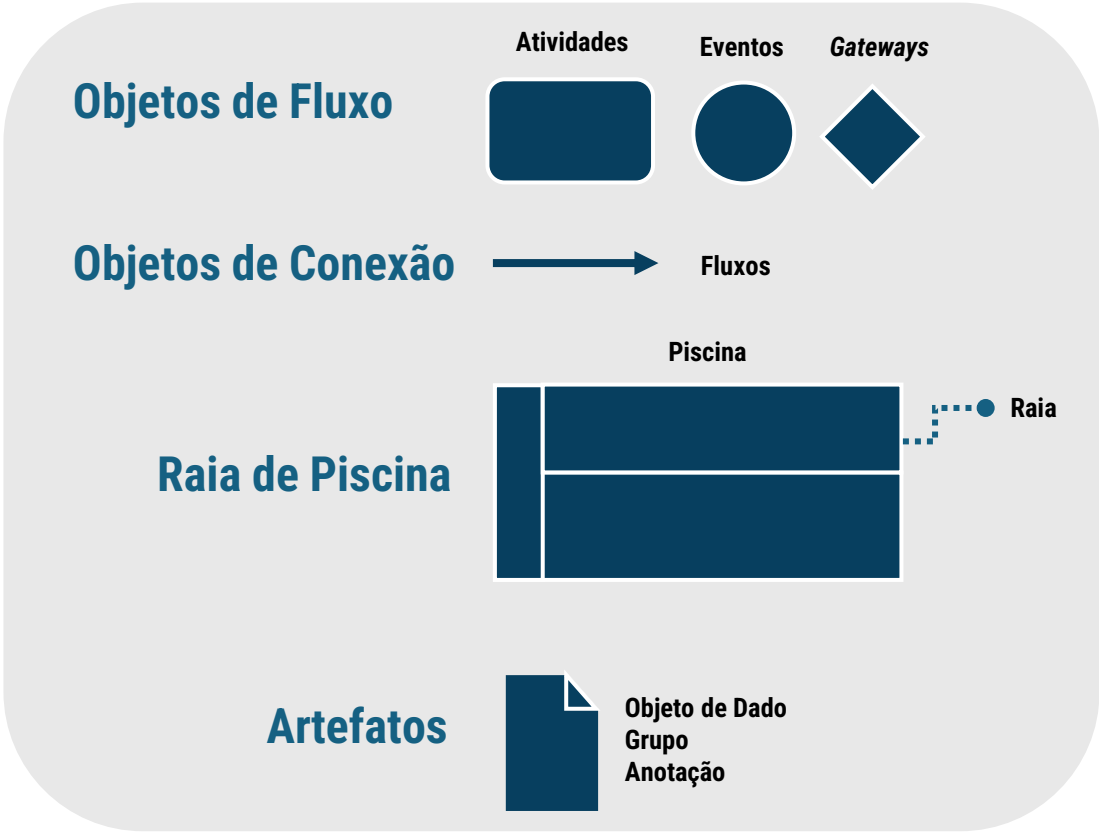 Atividades
Eventos
Gateways
Objetos de Fluxo
Objetos de Conexão
Fluxos
Piscina
Raia
Raia de Piscina
Artefatos
Objeto de Dado
Grupo
Anotação